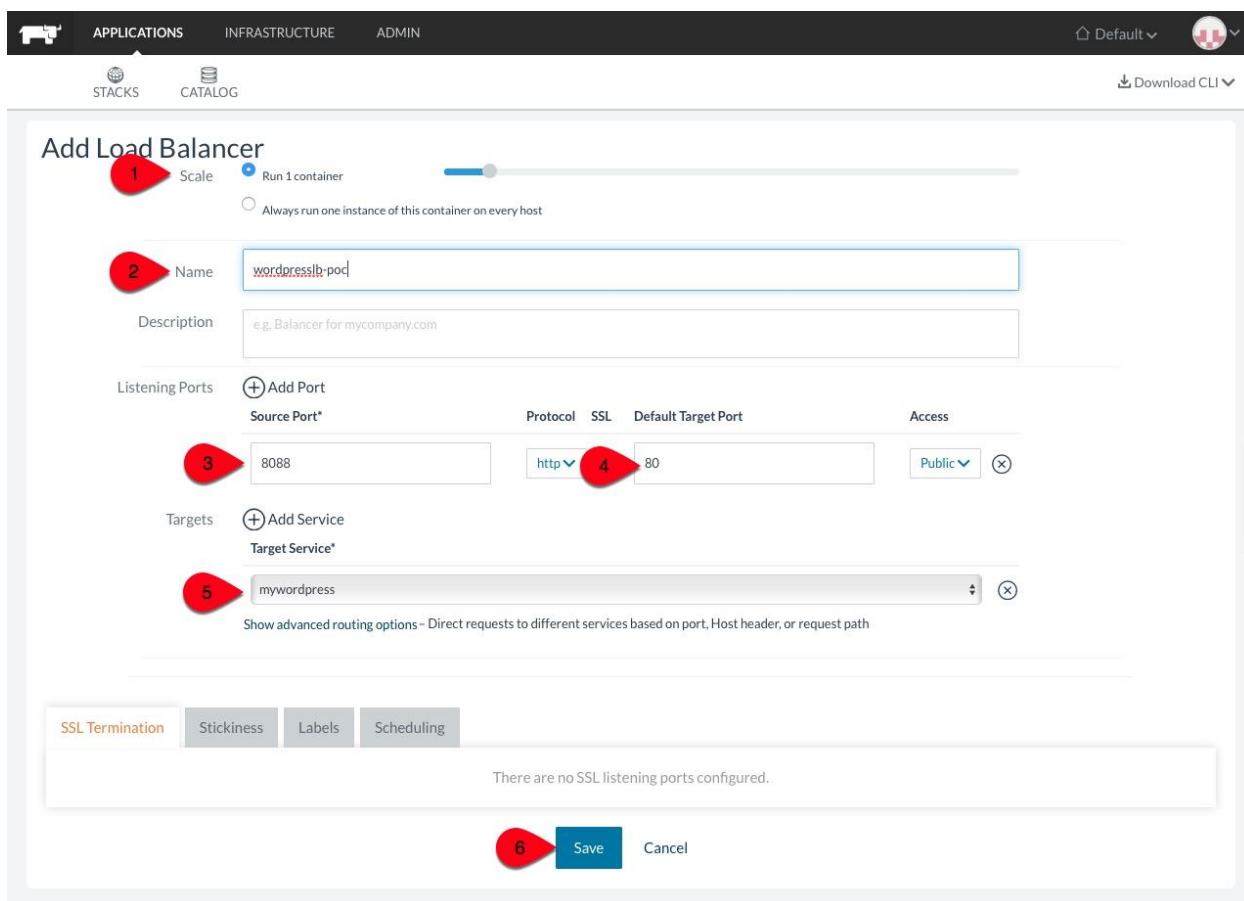 APPLICATIONS INFRASTRUCTURE ADMIN Default
STACKS CATALOG Download CLI
Add Load Balancer
1 Scale Run 1 container
Always run one instance of this container on every host
2 Name wordpresslb-poc
Description e.g. Balancer for mycompany.com
Listening Ports Add Port
Source Port* Protocol SSL Default Target Port Access
3 8088 http 4 80 Public
Targets Add Service
Target Service*
5 mywordpress
Show advanced routing options – Direct requests to different services based on port, Host header, or request path
SSL Termination Stickiness Labels Scheduling
There are no SSL listening ports configured.
6 Save Cancel